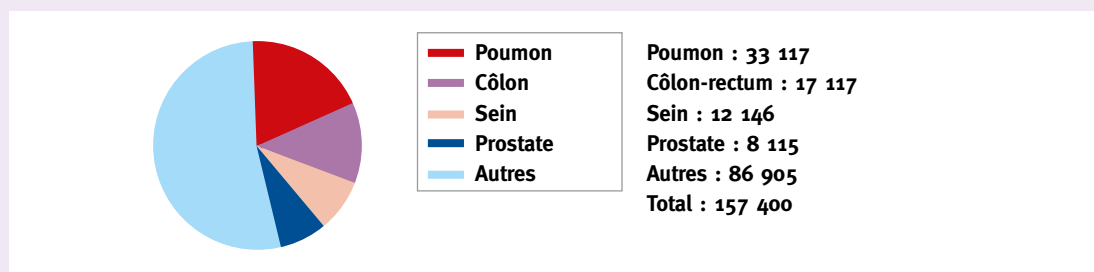 Poumon
Côlon
Sein
Prostate
Autres
Poumon : 33 117
Côlon-rectum : 17 117
Sein : 12 146
Prostate : 8 115
Autres : 86 905
Total : 157 400